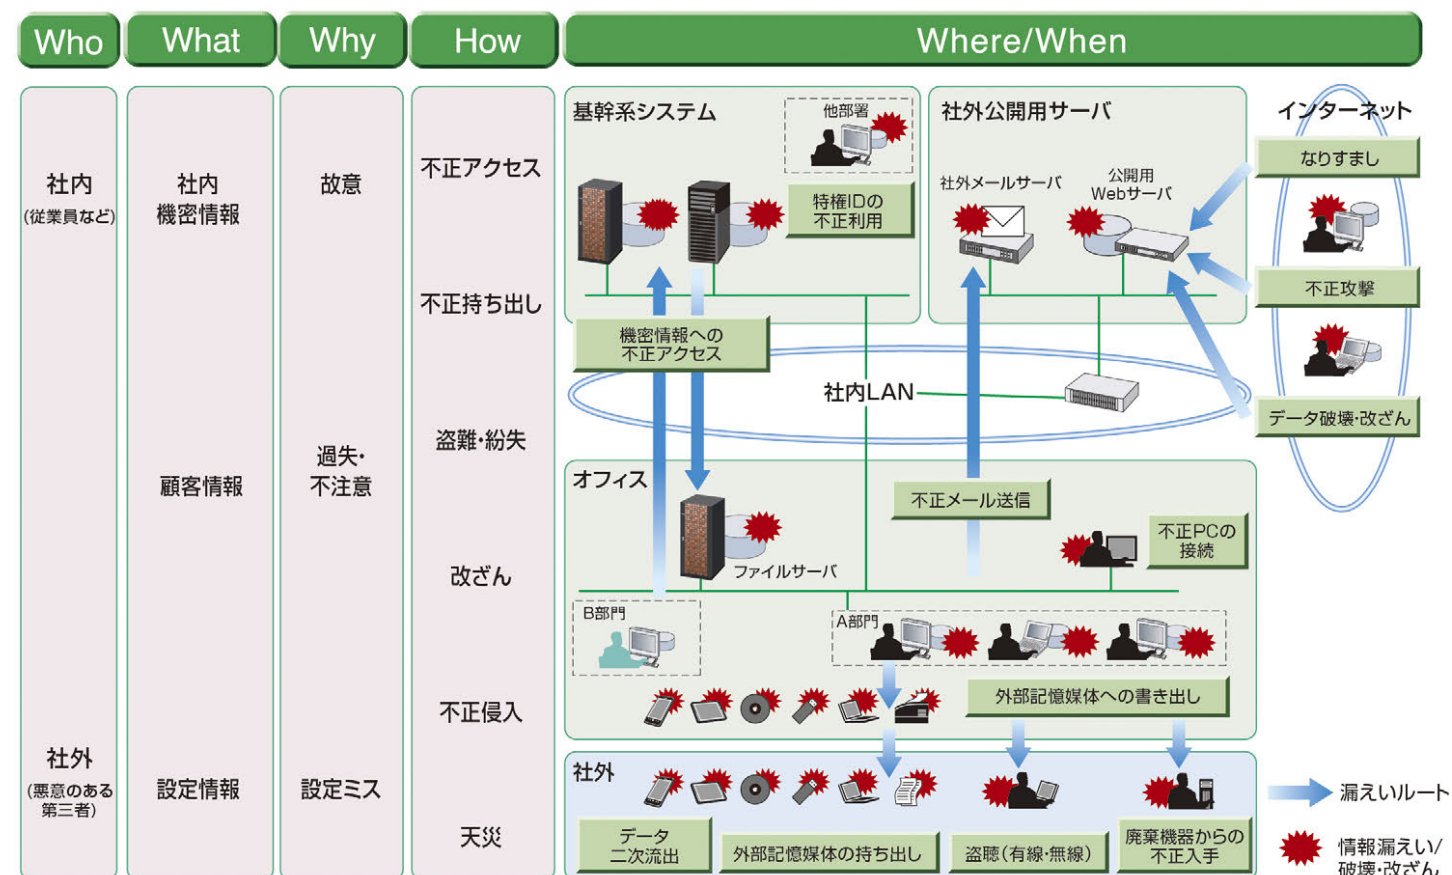 Who
What
Why
How
Where/When
社内
(従業員など)
社外
(悪意のある
第三者)
社内
機密情報
顧客情報
設定情報
故意
過失・
不注意
設定ミス
不正アクセス
不正持ち出し
盗難・紛失
改ざん
不正侵入
天災
基幹系システム
他部署
特権IDの
不正利用
機密情報への
不正アクセス
社外公開用サーバ
社外メールサーバ
公開用
Webサーバ
インターネット
なりすまし
不正攻撃
データ破壊・改ざん
社内LAN
オフィス
ファイルサーバ
不正メール送信
不正PCの
接続
B部門
A部門
外部記憶媒体への書き出し
社外
データ
二次流出
外部記憶媒体の持ち出し
盗聴(有線・無線)
廃棄機器からの
不正入手
漏えいルート
情報漏えい/
破壊・改ざん